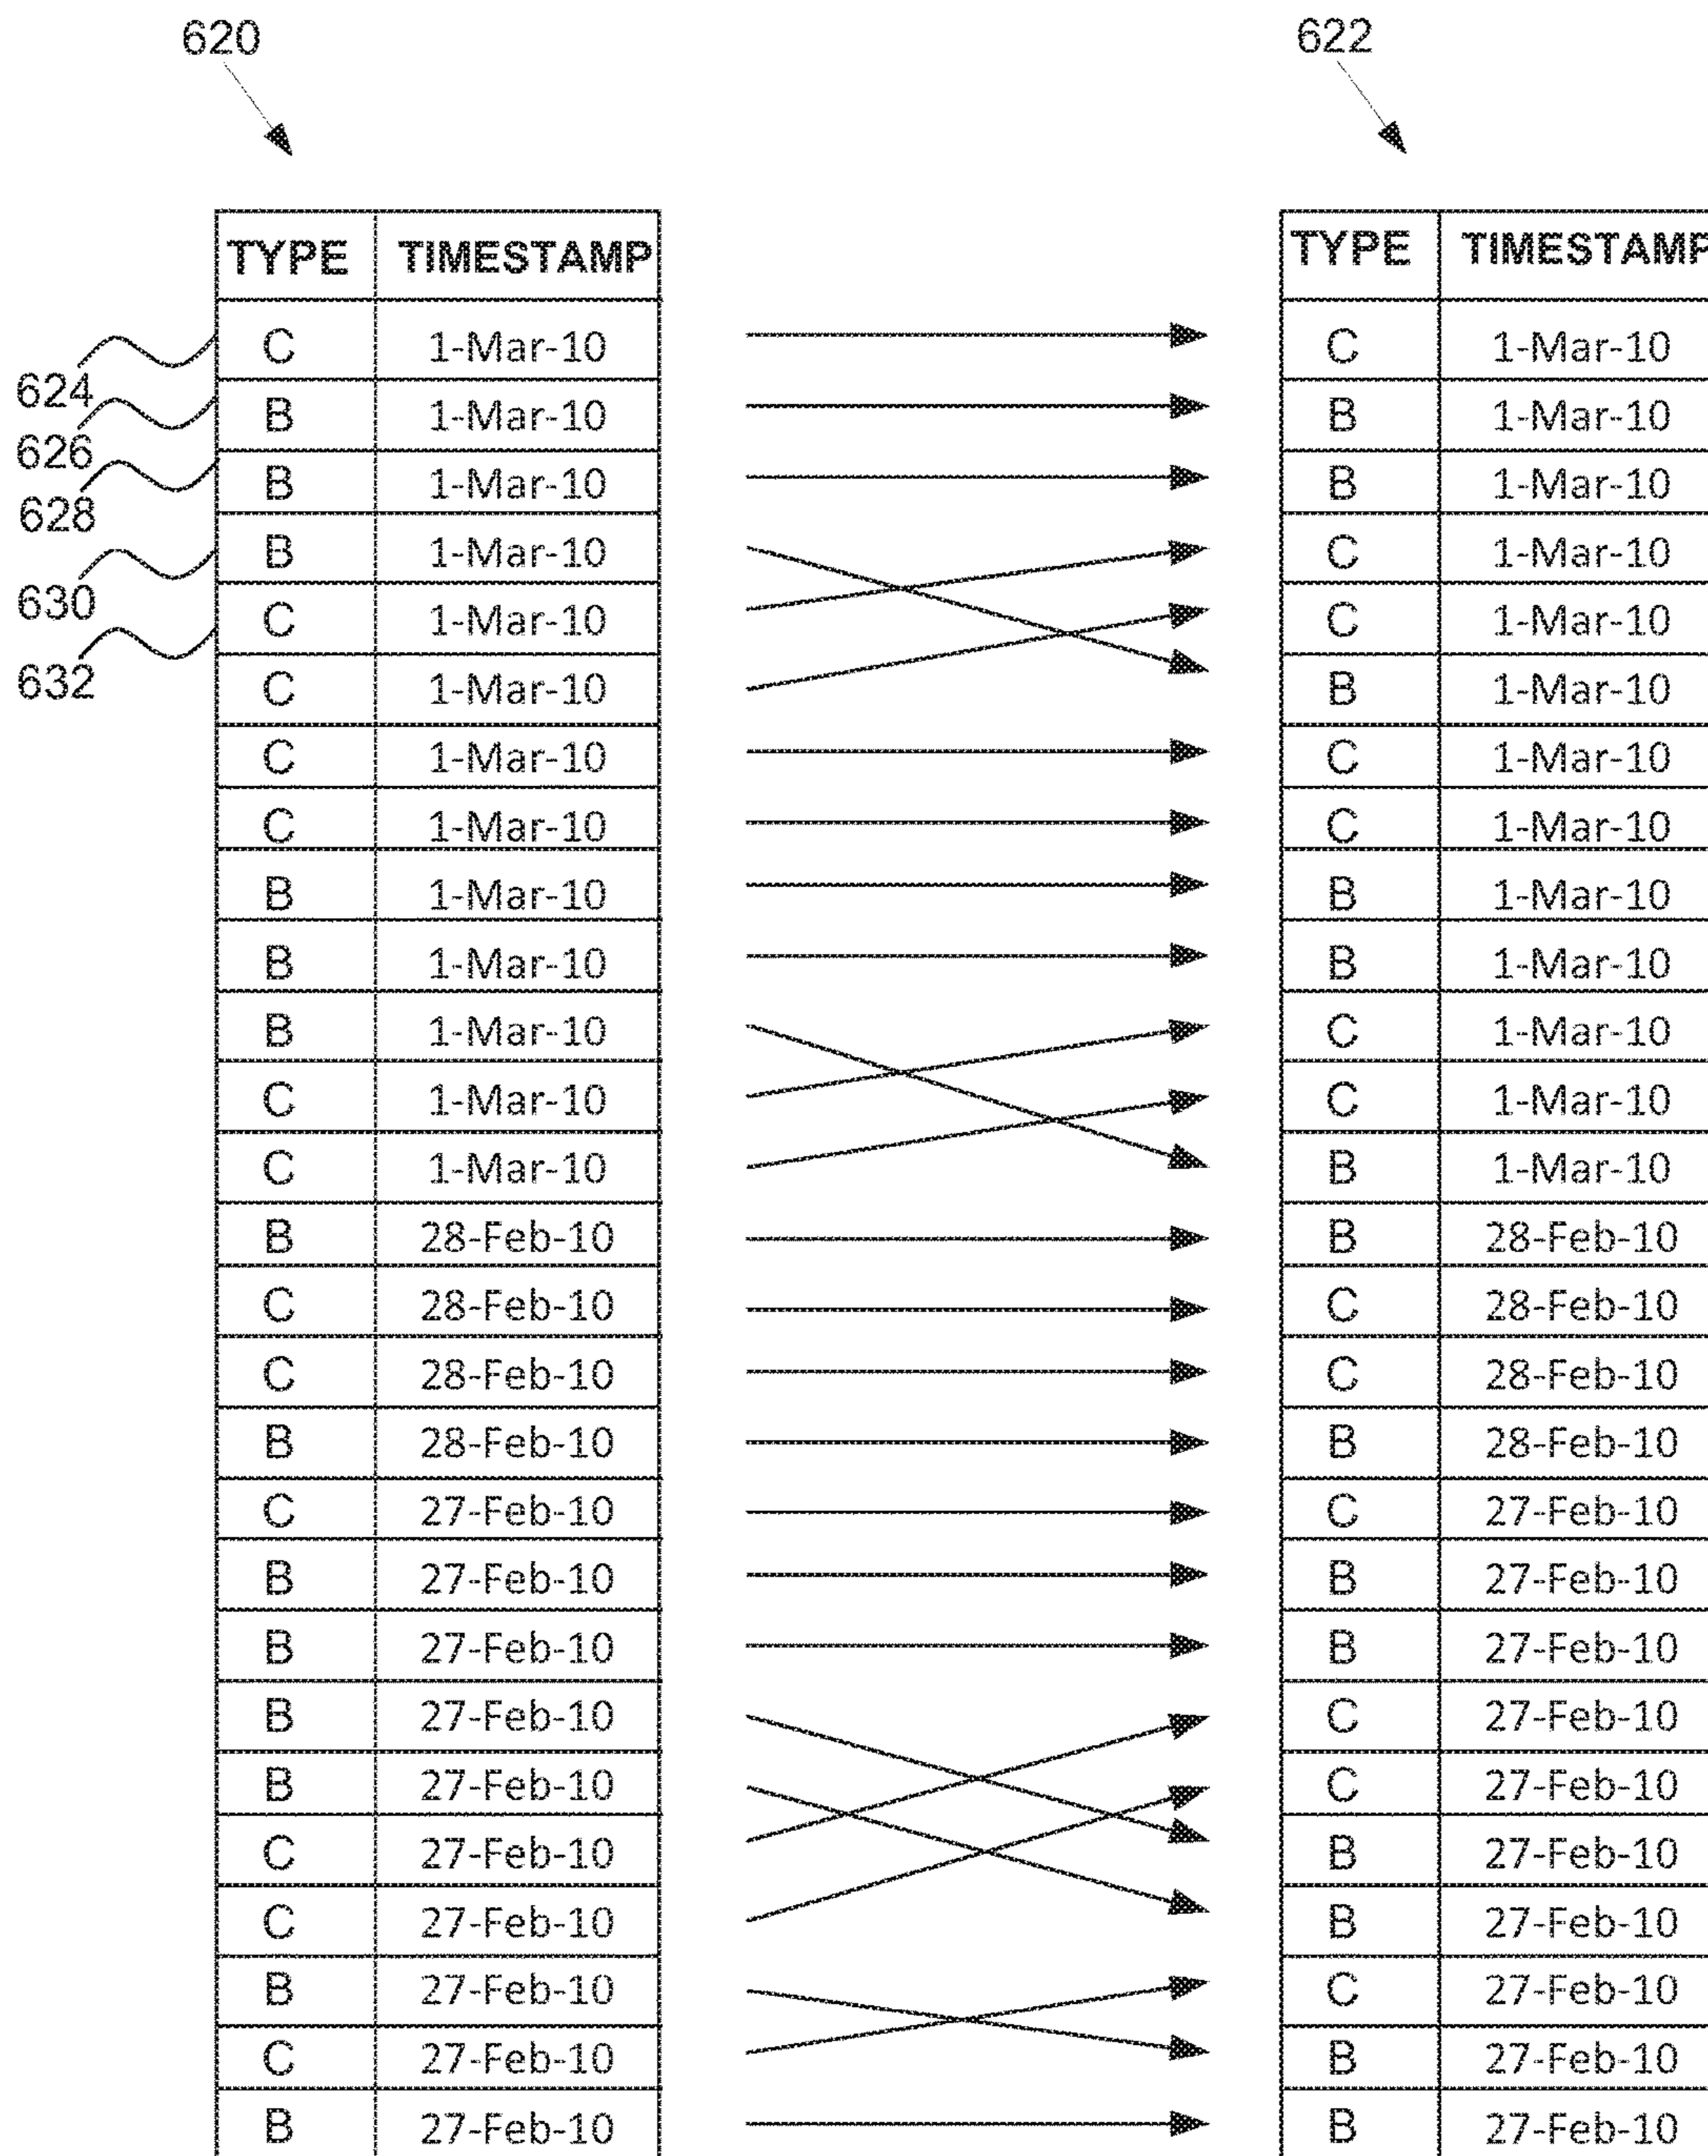 620 622
TYPE TIMESTAMP TYPE TIMESTAMP
C 1-Mar-10 C 1-Mar-10
624
B 1-Mar-10 B 1-Mar-10
626
B 1-Mar-10 B 1-Mar-10
628
B 1-Mar-10 C 1-Mar-10
630
C 1-Mar-10 C 1-Mar-10
632
C 1-Mar-10 B 1-Mar-10
C 1-Mar-10 C 1-Mar-10
C 1-Mar-10 C 1-Mar-10
B 1-Mar-10 B 1-Mar-10
B 1-Mar-10 B 1-Mar-10
B 1-Mar-10 C 1-Mar-10
C 1-Mar-10 C 1-Mar-10
C 1-Mar-10 B 1-Mar-10
B 28-Feb-10 B 28-Feb-10
C 28-Feb-10 C 28-Feb-10
C 28-Feb-10 C 28-Feb-10
B 28-Feb-10 B 28-Feb-10
C 27-Feb-10 C 27-Feb-10
B 27-Feb-10 B 27-Feb-10
B 27-Feb-10 B 27-Feb-10
B 27-Feb-10 C 27-Feb-10
B 27-Feb-10 C 27-Feb-10
C 27-Feb-10 B 27-Feb-10
C 27-Feb-10 B 27-Feb-10
B 27-Feb-10 C 27-Feb-10
C 27-Feb-10 B 27-Feb-10
B 27-Feb-10 B 27-Feb-10